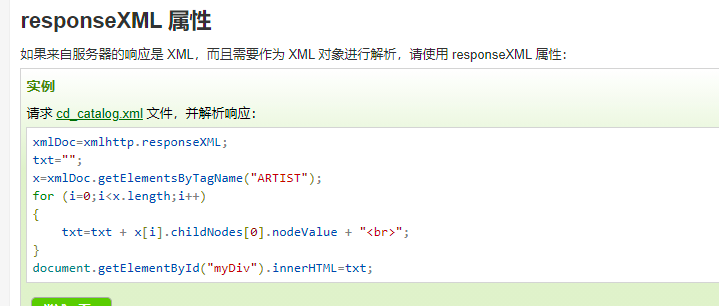 responseXML 属性
如果来自服务器的响应是 XML，而且需要作为 XML 对象进行解析，请使用 responseXML 属性：
实例
请求 cd_catalog.xml 文件，并解析响应：
xmlDoc=xmlhttp.responseXML;
txt="";
x=xmlDoc.getElementsByTagName("ARTIST");
for (i=0;i<x.length;i++)
{
    txt=txt + x[i].childNodes[0].nodeValue + "<br>";
}
document.getElementById("myDiv").innerHTML=txt;